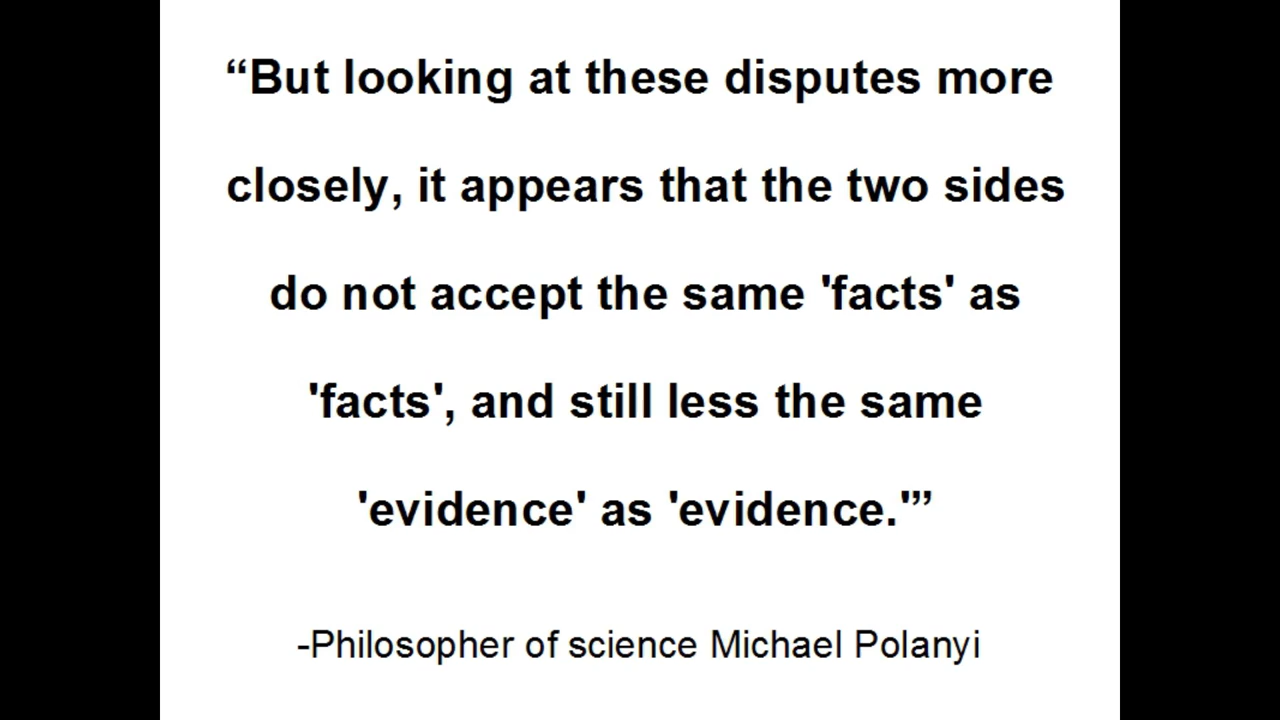 “But looking at these disputes more
closely, it appears that the two sides
do not accept the same 'facts' as
'facts', and still less the same
'evidence' as 'evidence.'”
-Philosopher of science Michael Polanyi